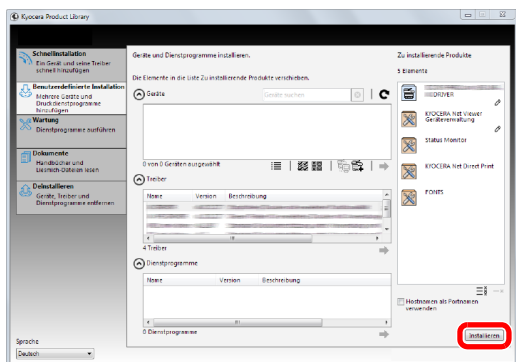 Kyocera Product Library
Schnellinstallation
Ein Gerät und seine Treiber
schnell hinzufügen
Benutzerdefinierte Installation
Mehrere Geräte und
Druckdienstprogramme
hinzufügen
Wartung
Dienstprogramme ausführen
Dokumente
Handbücher und
Liesmich-Dateien lesen
Deinstallieren
Geräte, Treiber und
Dienstprogramme entfernen
Sprache
Deutsch
Geräte und Dienstprogramme installieren.
Die Elemente in die Liste Zu installierende Produkte verschieben.
Geräte
Geräte suchen
0 von 0 Geräten ausgewählt
Treiber
Name Version Beschreibung
4 Treiber
Dienstprogramme
Name Version Beschreibung
0 Dienstprogramme
Zu installierende Produkte
5 Elemente
DRIVER
KYOCERA Net Viewer
Geräteverwaltung
Status Monitor
KYOCERA Net Direct Print
FONTS
Hostnamen als Portnamen
verwenden
Installieren